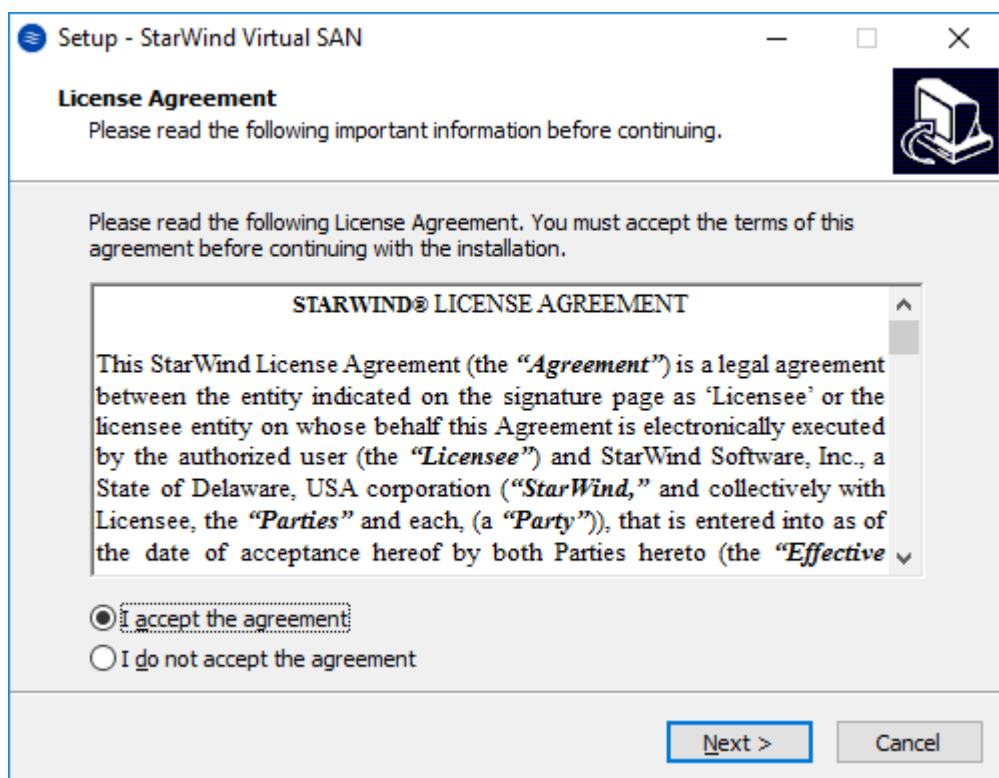 Setup - StarWind Virtual SAN
License Agreement
Please read the following important information before continuing.
Please read the following License Agreement. You must accept the terms of this
agreement before continuing with the installation.
STARWIND® LICENSE AGREEMENT
This StarWind License Agreement (the “Agreement”) is a legal agreement
between the entity indicated on the signature page as ‘Licensee’ or the
licensee entity on whose behalf this Agreement is electronically executed
by the authorized user (the “Licensee”) and StarWind Software, Inc., a
State of Delaware, USA corporation (“StarWind,” and collectively with
Licensee, the “Parties” and each, (a “Party”)), that is entered into as of
the date of acceptance hereof by both Parties hereto (the “Effective
I accept the agreement
I do not accept the agreement
Next >
Cancel